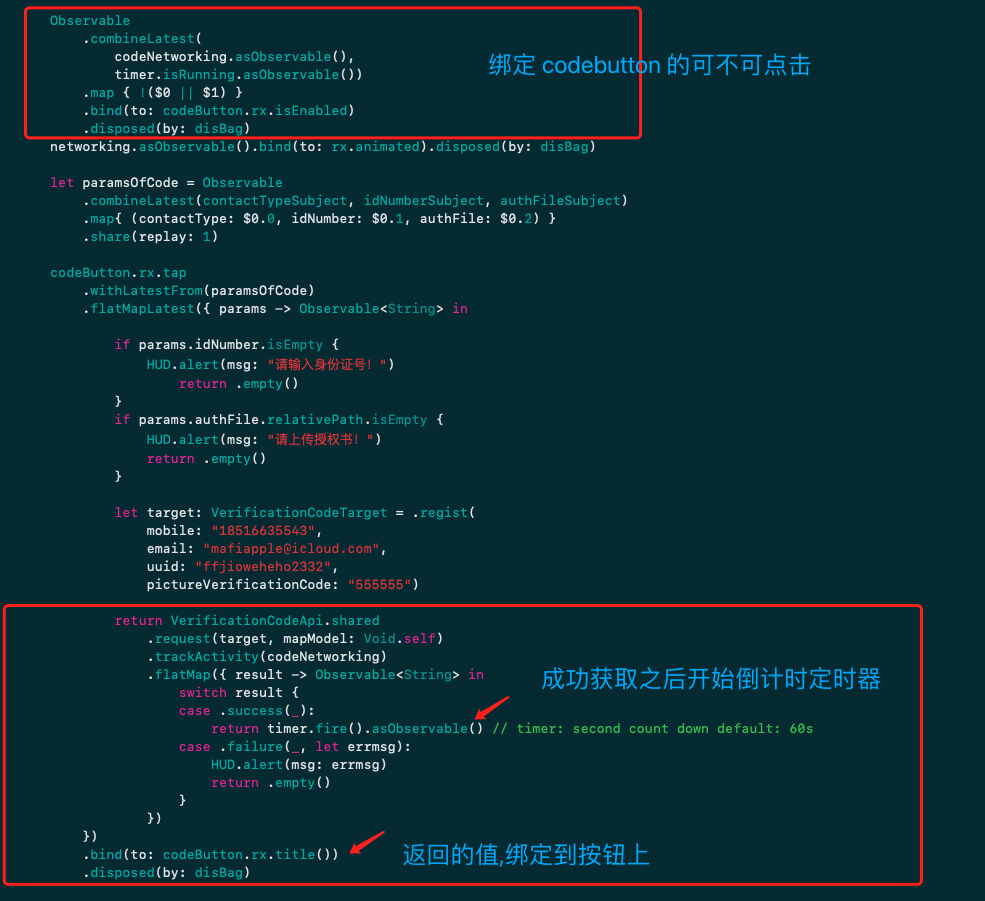 Observable
.combineLatest(
codeNetworking.asObservable(),
timer.isRunning.asObservable())
.map { !($0 || $1) }
.bind(to: codeButton.rx.isEnabled)
.disposed(by: disBag)
绑定 codebutton 的可不可点击
networking.asObservable().bind(to: rx.animated).disposed(by: disBag)
let paramsOfCode = Observable
.combineLatest(contactTypeSubject, idNumberSubject, authFileSubject)
.map{ (contactType: $0.0, idNumber: $0.1, authFile: $0.2) }
.share(replay: 1)
codeButton.rx.tap
.withLatestFrom(paramsOfCode)
.flatMapLatest({ params -> Observable<String> in
if params.idNumber.isEmpty {
HUD.alert(msg: "请输入身份证号！")
return .empty()
}
if params.authFile.relativePath.isEmpty {
HUD.alert(msg: "请上传授权书！")
return .empty()
}
let target: VerificationCodeTarget = .regist(
mobile: "18516635543",
email: "mafiapple@icloud.com",
uuid: "ffjioweheho2332",
pictureVerificationCode: "555555")
return VerificationCodeApi.shared
.request(target, mapModel: Void.self)
.trackActivity(codeNetworking)
.flatMap({ result -> Observable<String> in
成功获取之后开始倒计时定时器
switch result {
case .success(_):
return timer.fire().asObservable() // timer: second count down default: 60s
case .failure(_, let errmsg):
HUD.alert(msg: errmsg)
return .empty()
}
})
})
.bind(to: codeButton.rx.title())
返回的值,绑定到按钮上
.disposed(by: disBag)